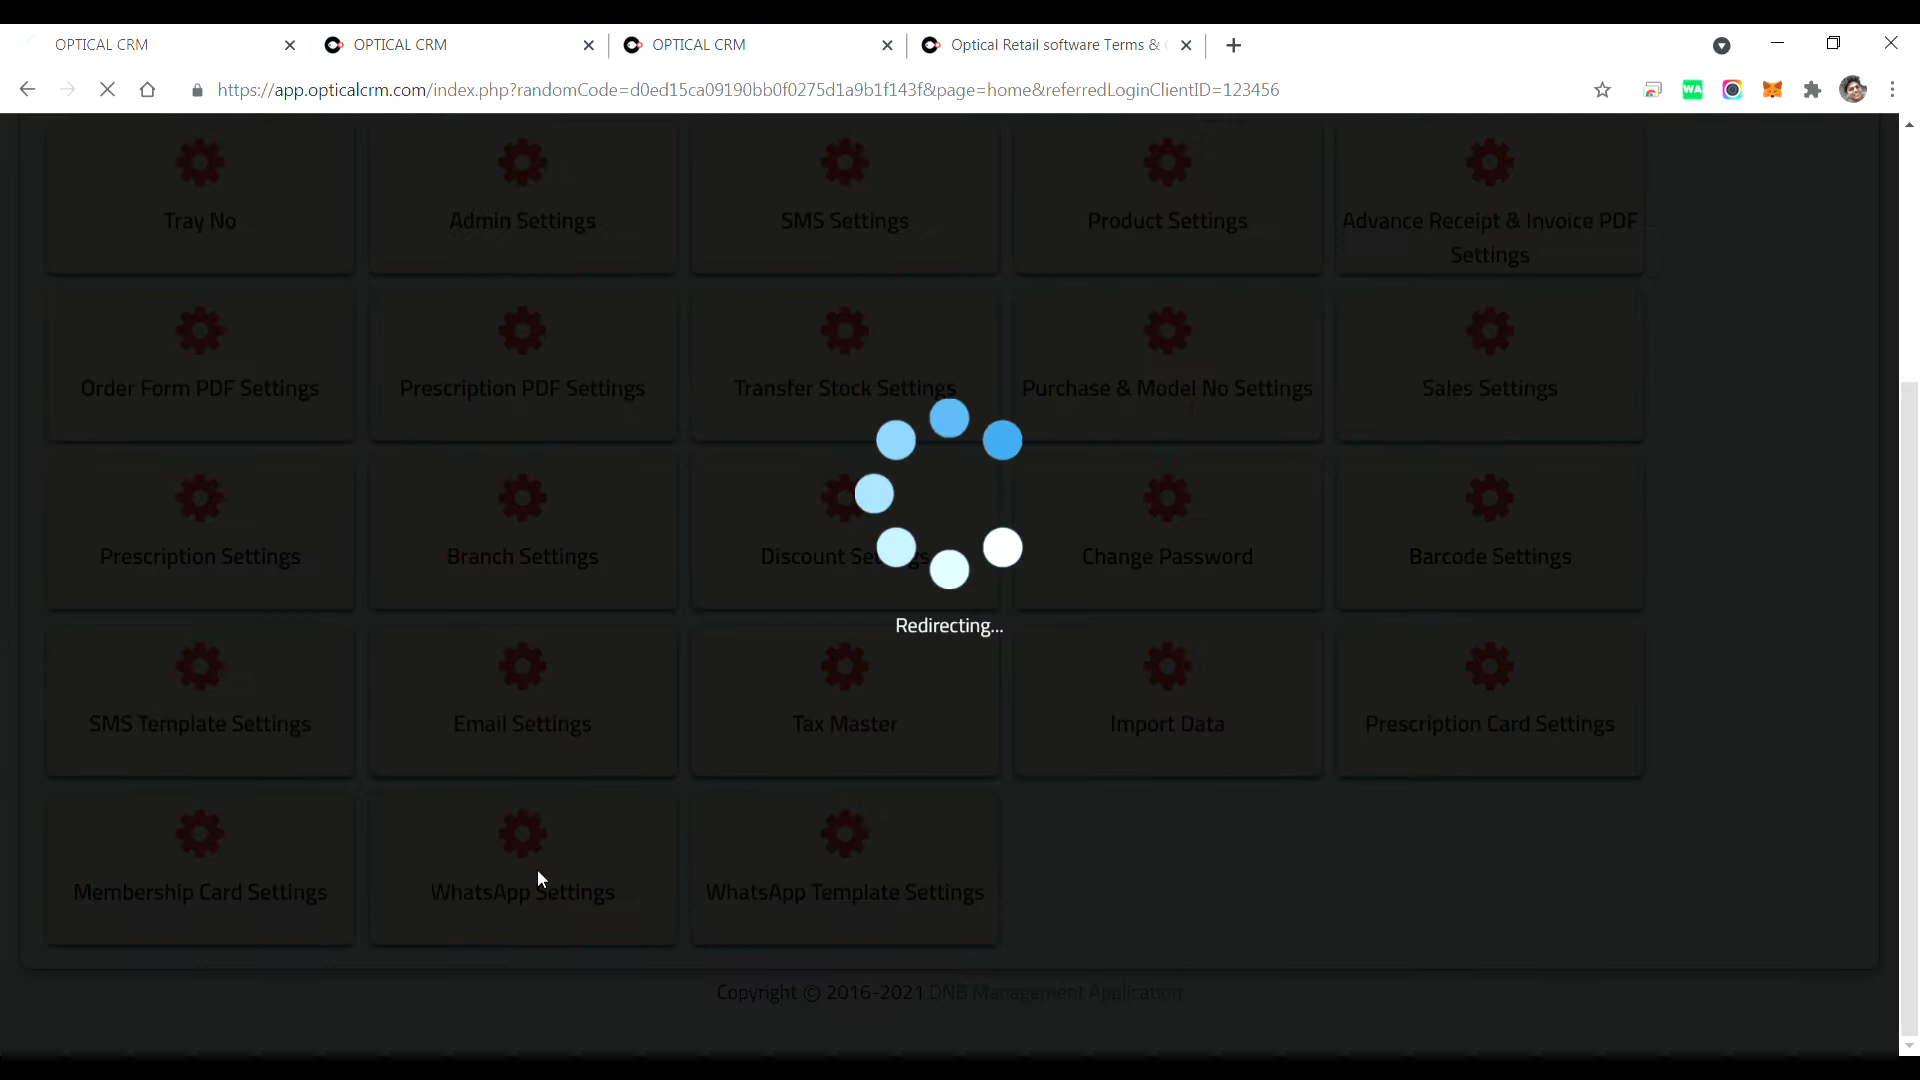 OPTICAL CRM
OPTICAL CRM
OPTICAL CRM
Optical Retail software Terms &
https://app.opticalcrm.com/index.php?randomCode=d0ed15ca09190bb0f0275d1a9b1f143f&page=home&referredLoginClientID=123456
WA
Tray No
Admin Settings
SMS Settings
Product Settings
Advance Receipt & Invoice PDF
Settings
Order Form PDF Settings
Prescription PDF Settings
Transfer Stock Settings
Purchase & Model No Settings
Sales Settings
Prescription Settings
Branch Settings
Discount Settings
Change Password
Barcode Settings
Redirecting...
SMS Template Settings
Email Settings
Tax Master
Import Data
Prescription Card Settings
Membership Card Settings
WhatsApp Settings
WhatsApp Template Settings
Copyright © 2016-2021 DNB Management Application